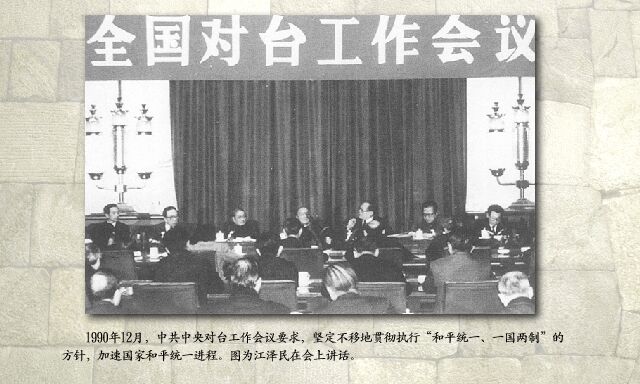 全国对台工作会议
1990年12月，中共中央对台工作会议要求，坚定不移地贯彻执行“和平统一、一国两制”的
方针，加速国家和平统一进程。图为江泽民在会上讲话。